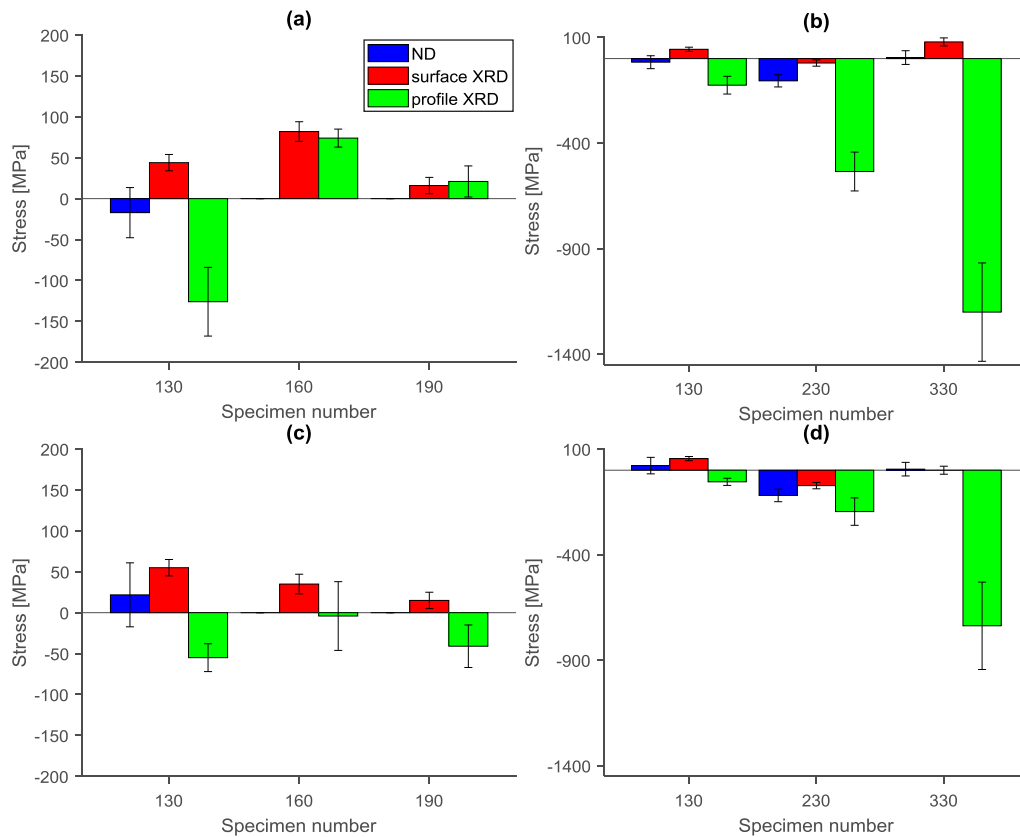 (a)
200
150
100
50
0
-50
-100
-150
-200
Stress [MPa]
130
160
190
Specimen number
ND
surface XRD
profile XRD
(b)
100
-400
-900
-1400
Stress [MPa]
130
230
330
Specimen number
(c)
200
150
100
50
0
-50
-100
-150
-200
Stress [MPa]
130
160
190
Specimen number
(d)
100
-400
-900
-1400
Stress [MPa]
130
230
330
Specimen number